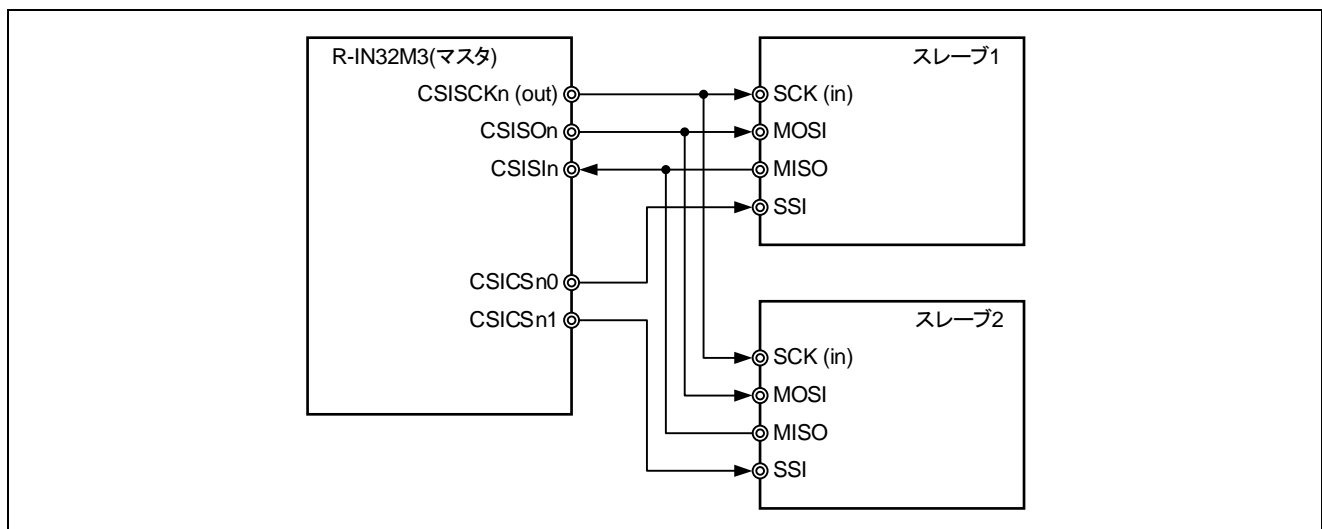 R-IN32M3(マスタ)
CSISCKn (out)
CSISOn
CSISIn
CSICSn0
CSICSn1
スレーブ1
SCK (in)
MOSI
MISO
SSI
スレーブ2
SCK (in)
MOSI
MISO
SSI